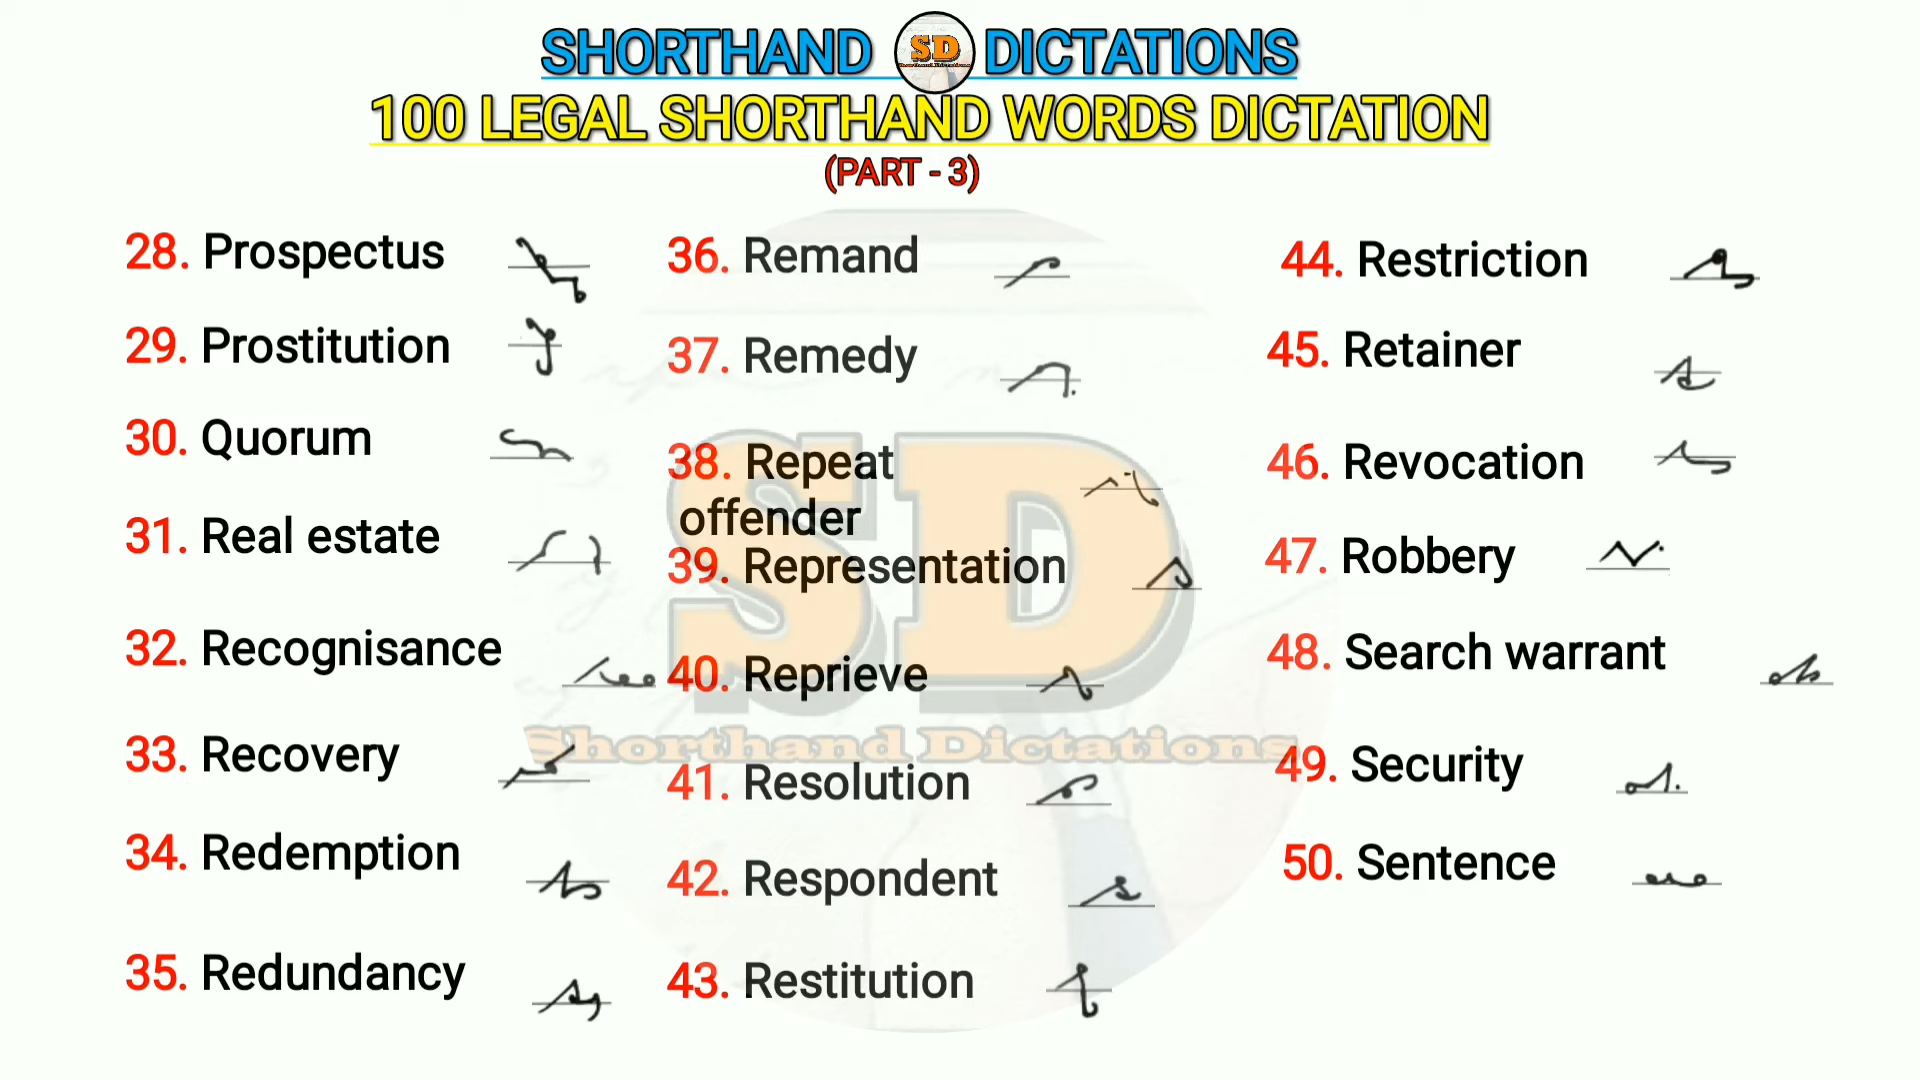 SHORTHAND SD DICTATIONS
100 LEGAL SHORTHAND WORDS DICTATION
(PART - 3)
28. Prospectus
29. Prostitution
30. Quorum
31. Real estate
32. Recognisance
33. Recovery
34. Redemption
35. Redundancy
36. Remand
37. Remedy
38. Repeat
offender
39. Representation
40. Reprieve
41. Resolution
42. Respondent
43. Restitution
44. Restriction
45. Retainer
46. Revocation
47. Robbery
48. Search warrant
49. Security
50. Sentence
SD
Shorthand Dictations